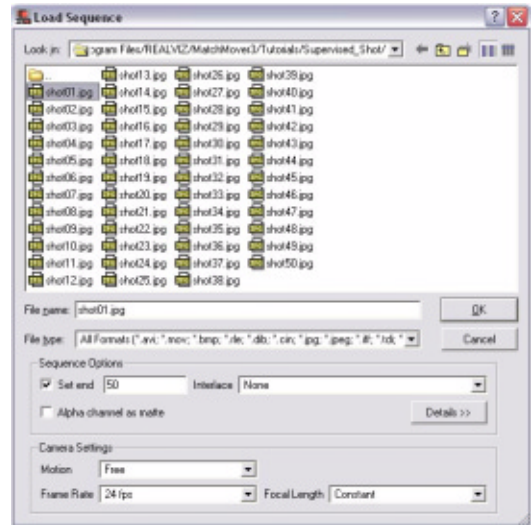 Load Sequence
Look in: ogram Files/REALVIZ/MatchMover3/Tutorials/Supervised_Shot/
.. shot13.jpg shot26.jpg shot39.jpg
shot01.jpg shot14.jpg shot27.jpg shot40.jpg
shot02.jpg shot15.jpg shot28.jpg shot41.jpg
shot03.jpg shot16.jpg shot29.jpg shot42.jpg
shot04.jpg shot17.jpg shot30.jpg shot43.jpg
shot05.jpg shot18.jpg shot31.jpg shot44.jpg
shot06.jpg shot19.jpg shot32.jpg shot45.jpg
shot07.jpg shot20.jpg shot33.jpg shot46.jpg
shot08.jpg shot21.jpg shot34.jpg shot47.jpg
shot09.jpg shot22.jpg shot35.jpg shot48.jpg
shot10.jpg shot23.jpg shot36.jpg shot49.jpg
shot11.jpg shot24.jpg shot37.jpg shot50.jpg
shot12.jpg shot25.jpg shot38.jpg
File name: shot01.jpg OK
File type: All Formats (*.avi; *.mov; *.bmp; *.rle; *.dib; *.cin; *.jpg; *.jpeg; *.iff; *.tdi; * Cancel
Sequence Options
Set end 50 Interlace None
Alpha channel as matte Details >>
Camera Settings
Motion Free
Frame Rate 24 fps Focal Length Constant